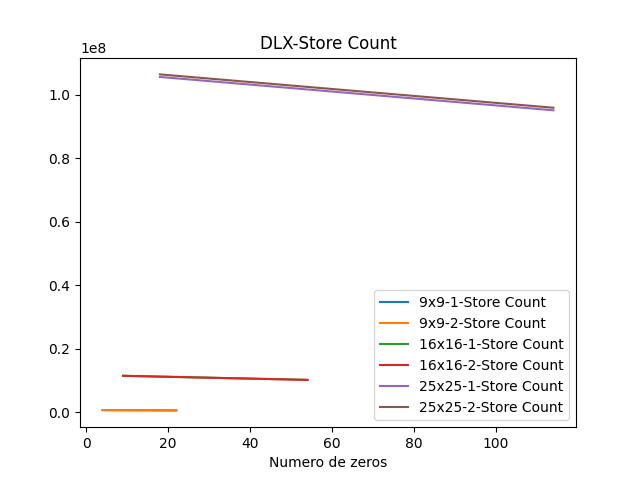 DLX-Store Count
1e8
1.0
0.8
0.6
0.4
0.2
0.0
0 20 40 60 80 100
Numero de zeros
9x9-1-Store Count
9x9-2-Store Count
16x16-1-Store Count
16x16-2-Store Count
25x25-1-Store Count
25x25-2-Store Count